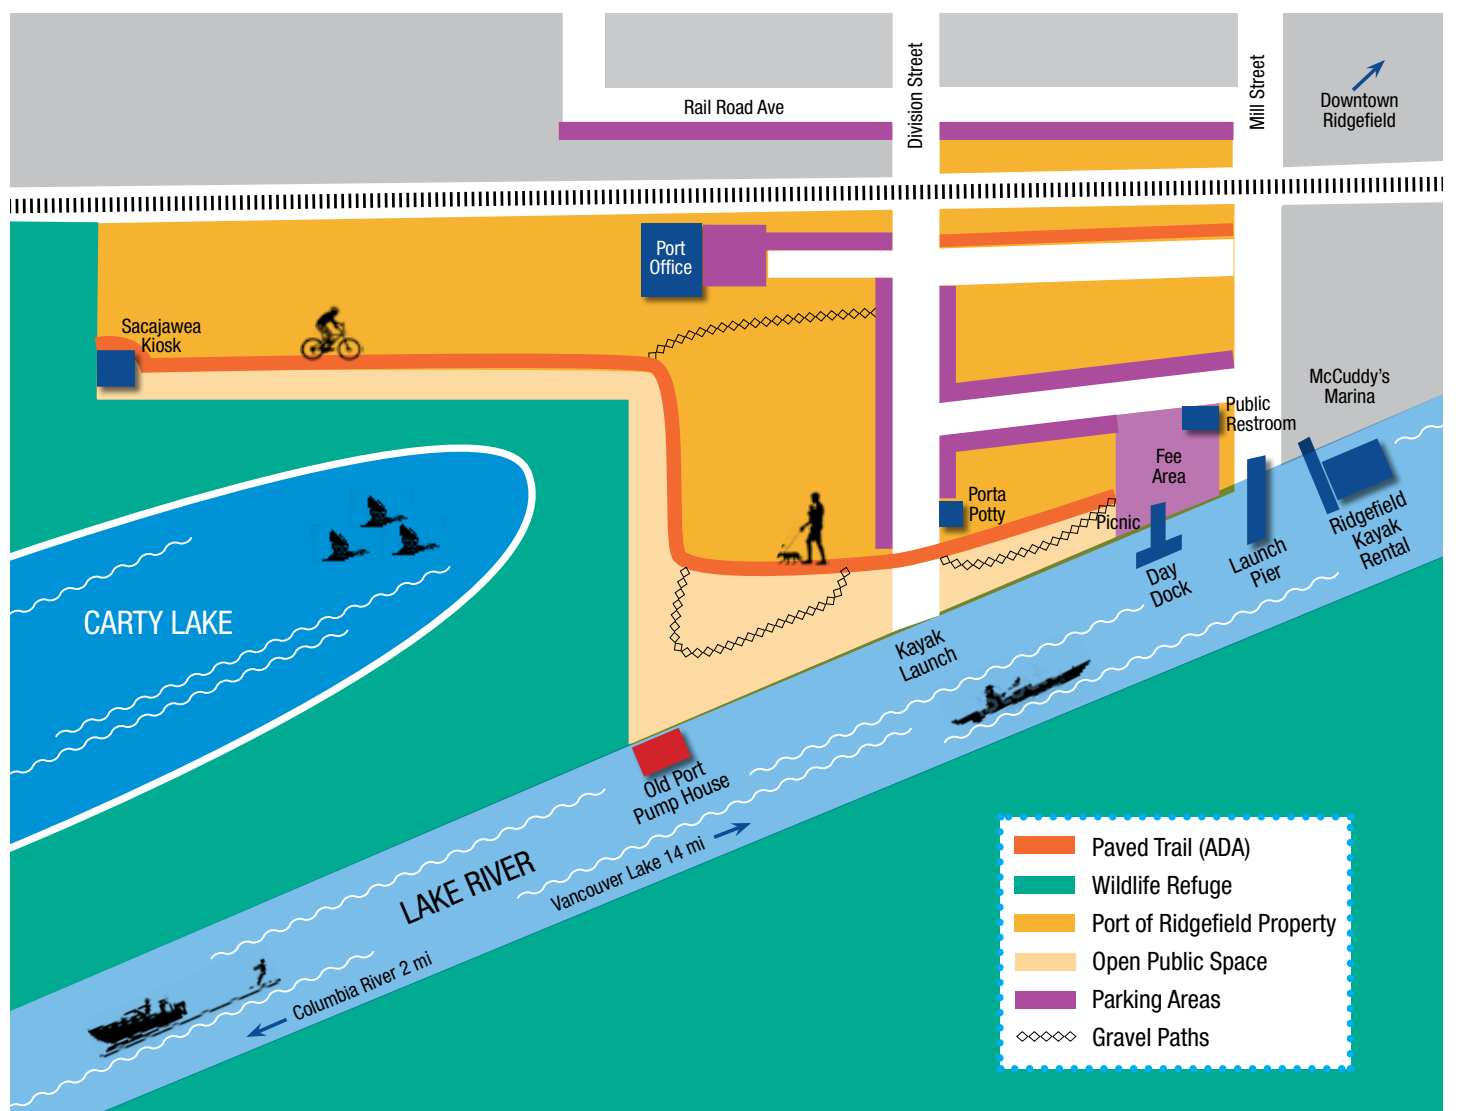 Rail Road Ave
Division Street
Mill Street
Downtown
Ridgefield
Port
Office
Sacajawea
Kiosk
McCuddy's
Marina
Public
Restroom
Fee
Area
Porta
Potty
Picnic
Day
Dock
Launch
Pier
Ridgefield
Kayak
Rental
CARTY LAKE
Kayak
Launch
Old Port
Pump House
Vancouver Lake 14 mi
LAKE RIVER
Columbia River 2 mi
Paved Trail (ADA)
Wildlife Refuge
Port of Ridgefield Property
Open Public Space
Parking Areas
Gravel Paths